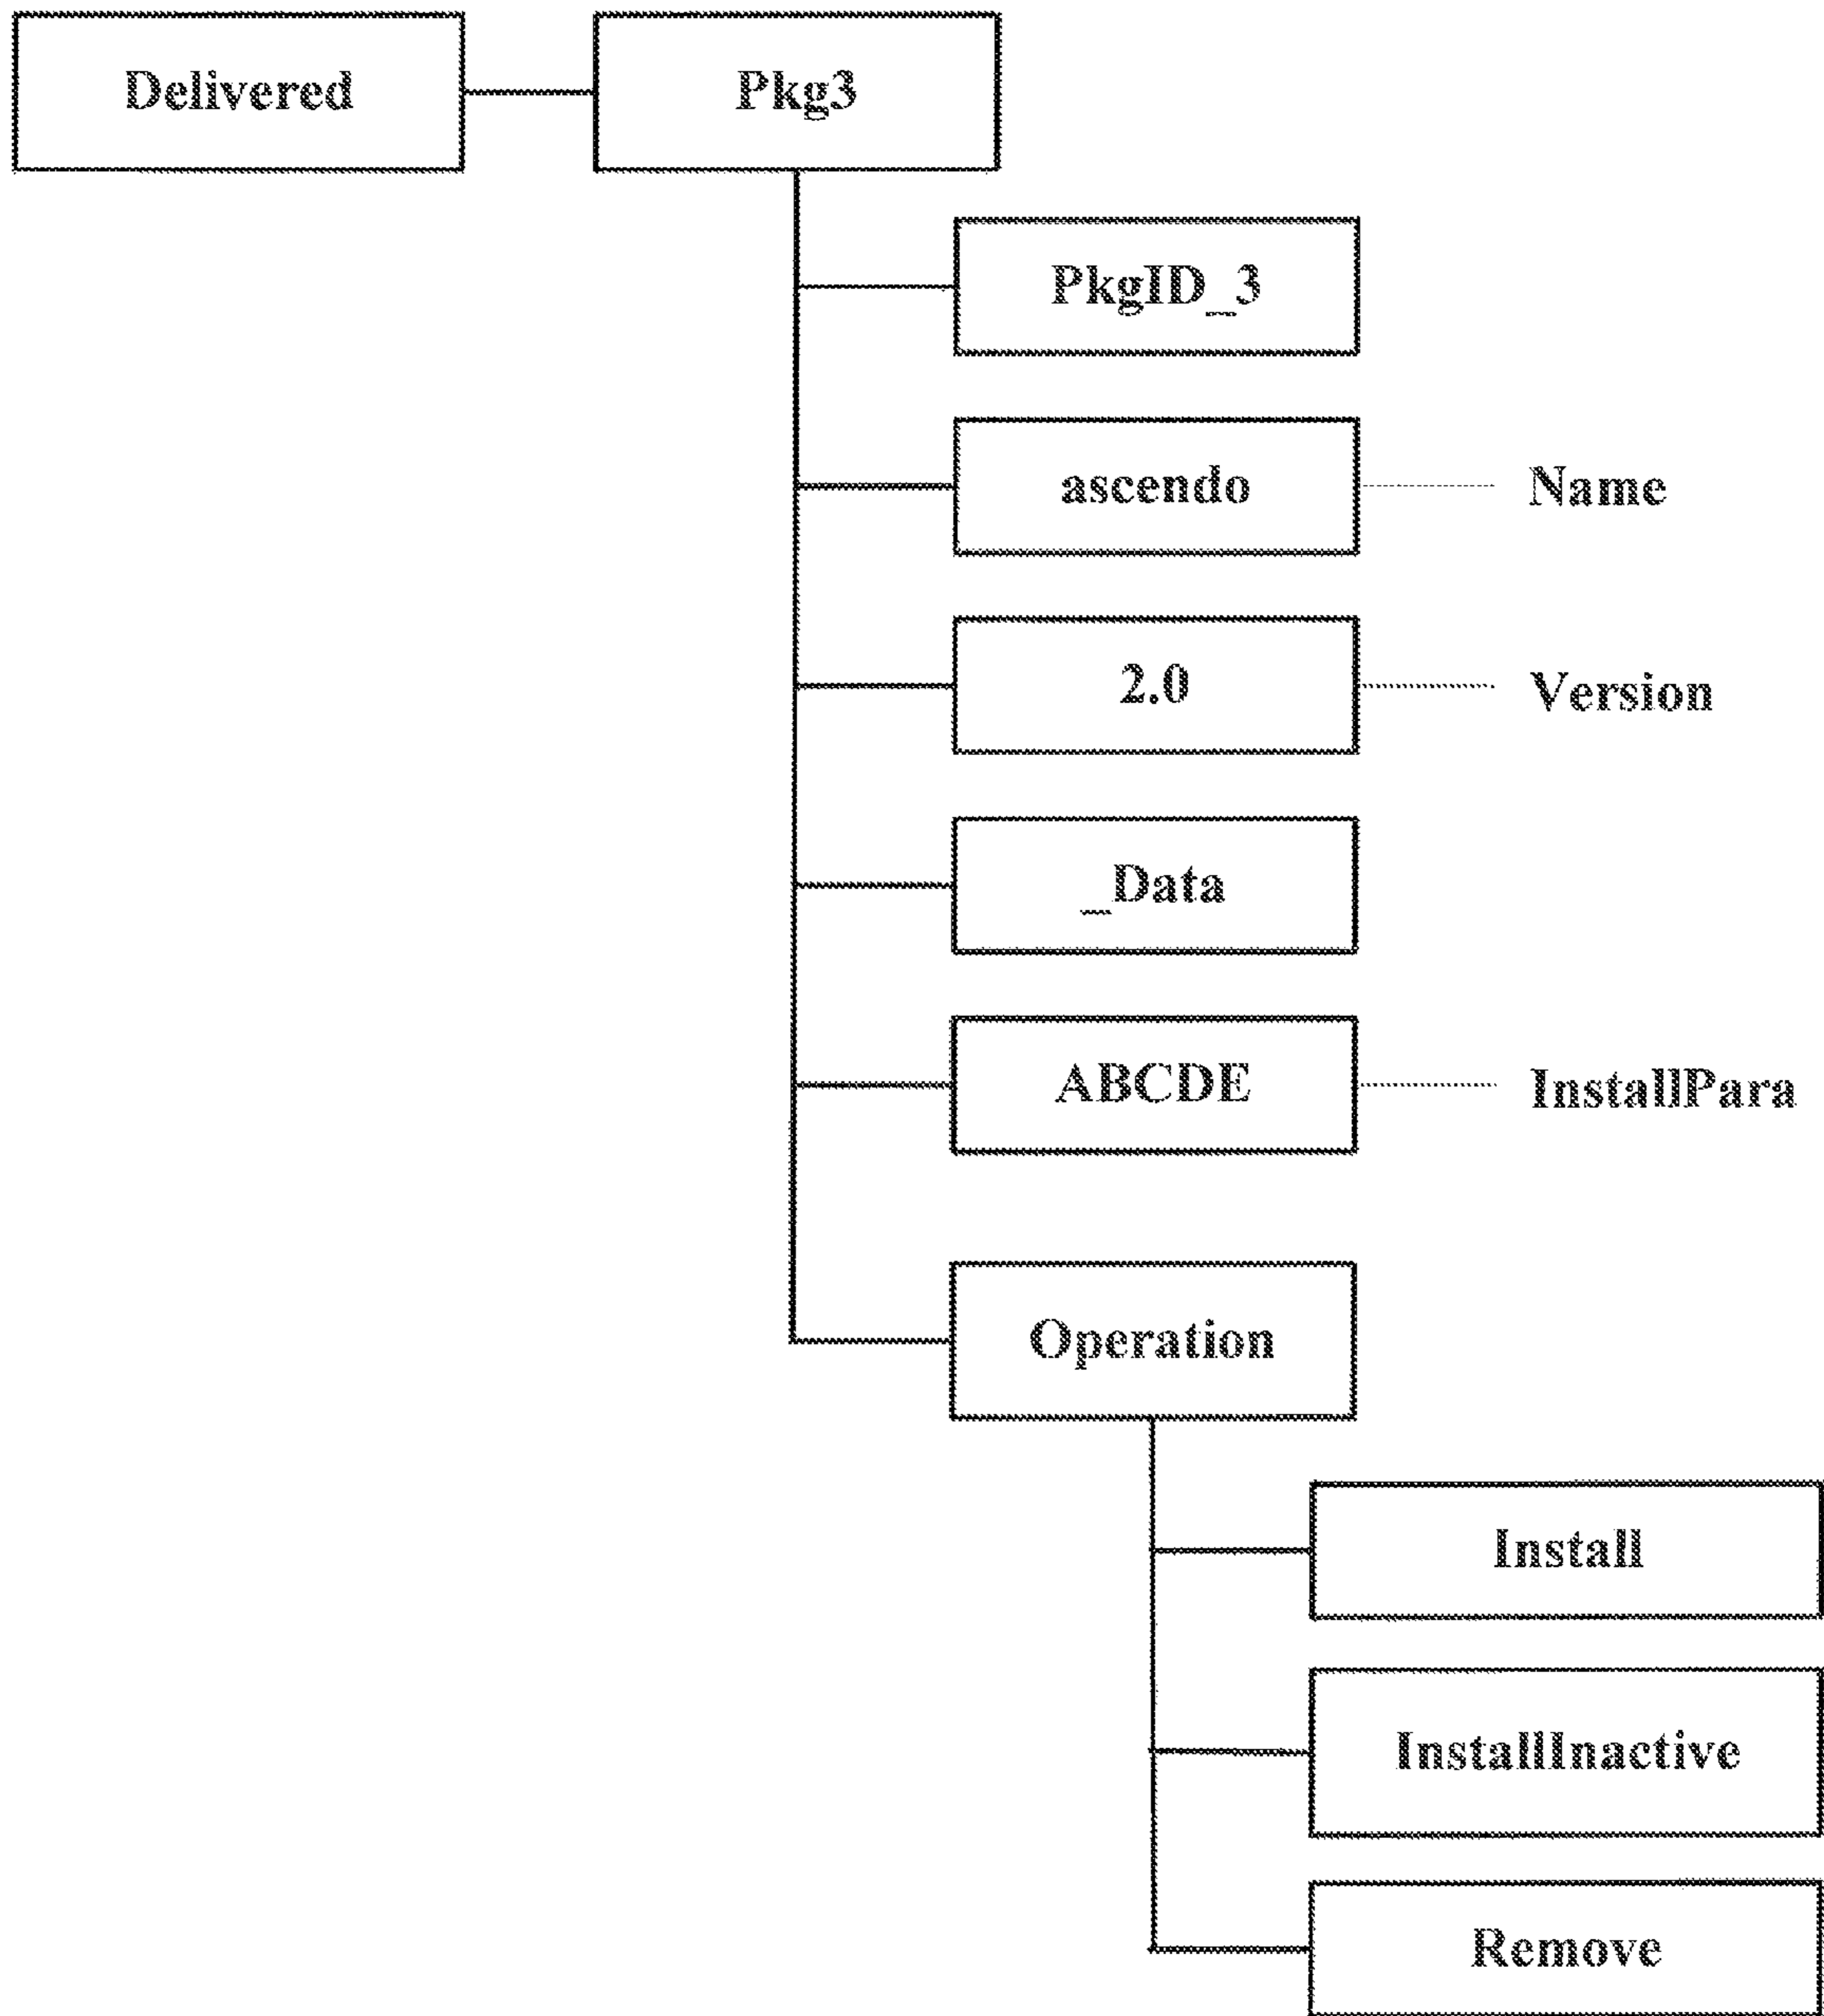 Delivered
Pkg3
PkgID_3
ascendo
Name
2.0
Version
_Data
ABCDE
InstallPara
Operation
Install
InstallInactive
Remove